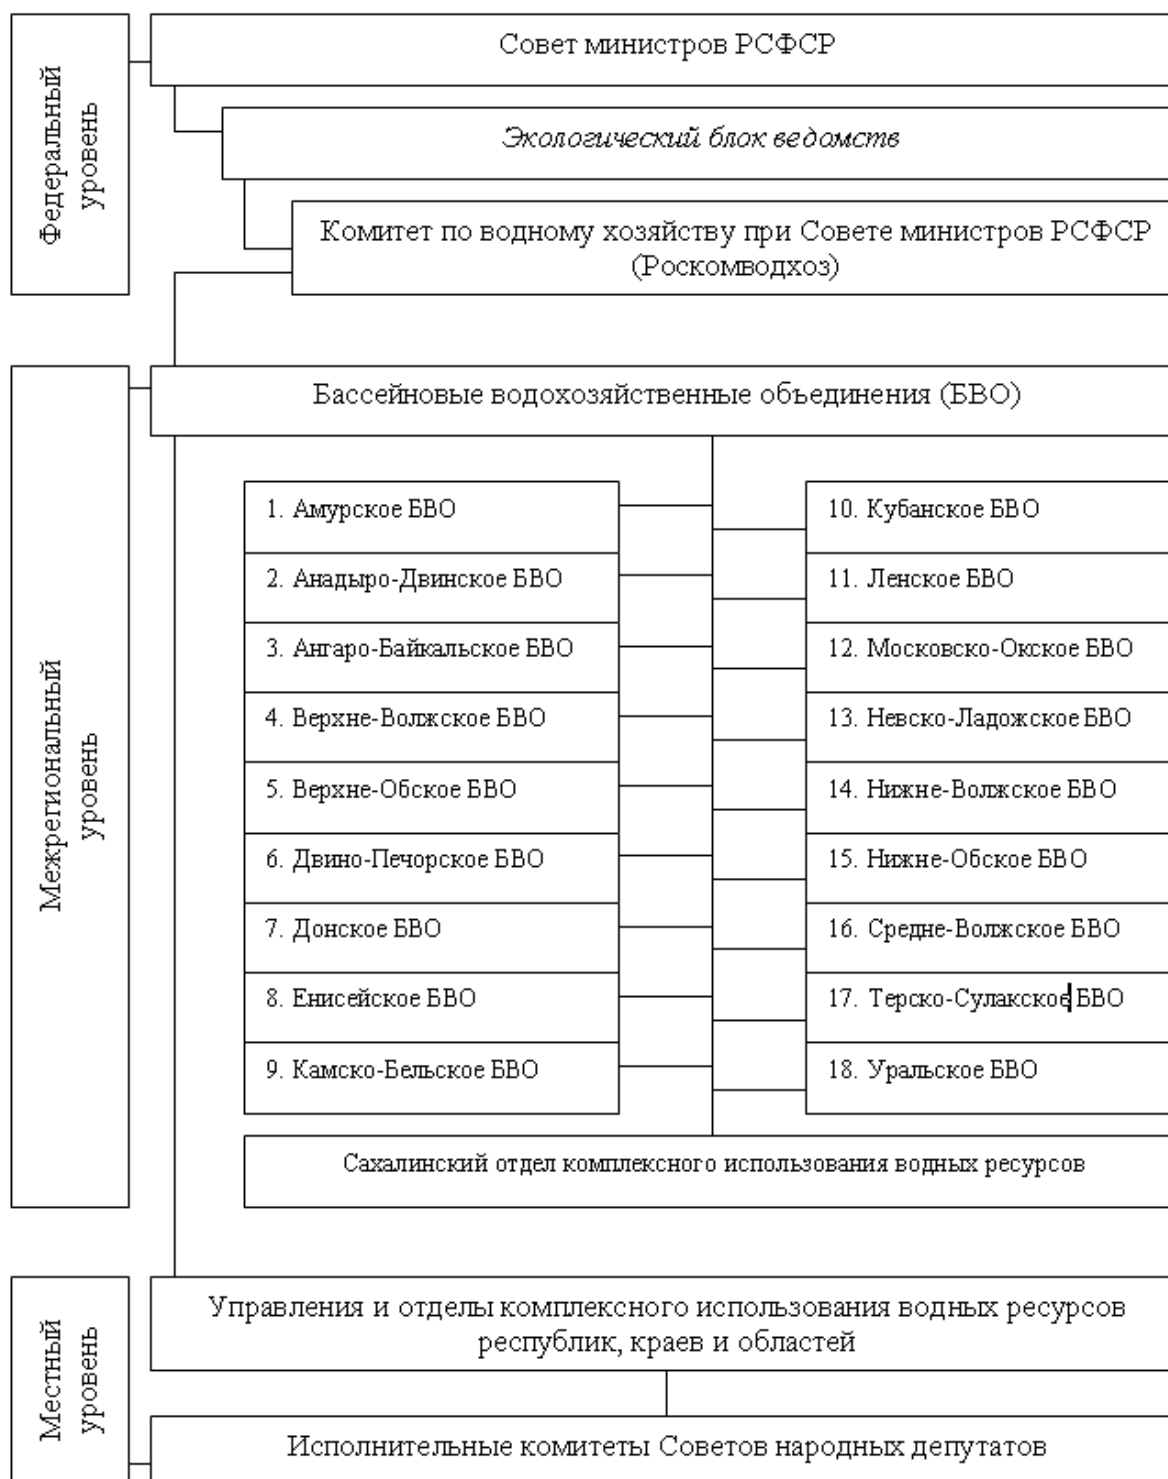 Федеральный
уровень
Совет министров РСФСР
Экологический блок ведомств
Комитет по водному хозяйству при Совете министров РСФСР
(Роскомводхоз)
Межрегиональный
уровень
Бассейновые водохозяйственные объединения (БВО)
1. Амурское БВО
2. Анадыро-Двинское БВО
3. Ангаро-Байкальское БВО
4. Верхне-Волжское БВО
5. Верхне-Обское БВО
6. Двино-Печорское БВО
7. Донское БВО
8. Енисейское БВО
9. Камско-Бельское БВО
10. Кубанское БВО
11. Ленское БВО
12. Московско-Окское БВО
13. Невско-Ладожское БВО
14. Нижне-Волжское БВО
15. Нижне-Обское БВО
16. Средне-Волжское БВО
17. Терско-Сулакское БВО
18. Уральское БВО
Сахалинский отдел комплексного использования водных ресурсов
Местный
уровень
Управления и отделы комплексного использования водных ресурсов
республик, краев и областей
Исполнительные комитеты Советов народных депутатов